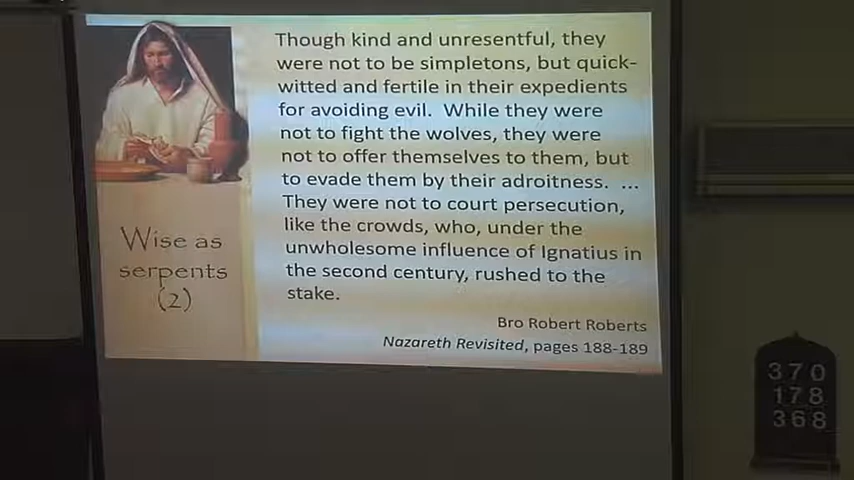 Though kind and unresentful, they
were not to be simpletons, but quick-
witted and fertile in their expedients
for avoiding evil.  While they were
not to fight the wolves, they were
not to offer themselves to them, but
to evade them by their adroitness.  ...
They were not to court persecution,
like the crowds, who, under the
unwholesome influence of Ignatius in
the second century, rushed to the
stake.
Bro Robert Roberts
Nazareth Revisited, pages 188-189
Wise as
serpents
(2)
370
178
368